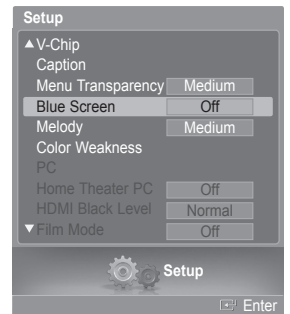 Setup
▲V-Chip
Caption
Menu Transparency Medium
Blue Screen Off
Melody Medium
Color Weakness
PC
Home Theater PC Off
HDMI Black Level Normal
▼Film Mode Off
Setup
Enter